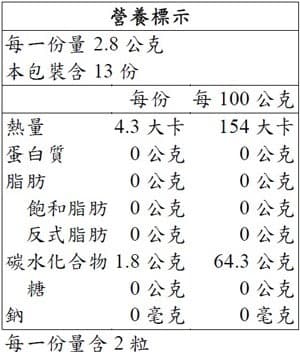 營養標示
每一份量 2.8 公克
本包裝含 13 份
每份 每 100 公克
熱量 4.3 大卡 154 大卡
蛋白質 0 公克 0 公克
脂肪 0 公克 0 公克
飽和脂肪 0 公克 0 公克
反式脂肪 0 公克 0 公克
碳水化合物 1.8 公克 64.3 公克
糖 0 公克 0 公克
鈉 0 毫克 0 毫克
每一份量含 2 粒